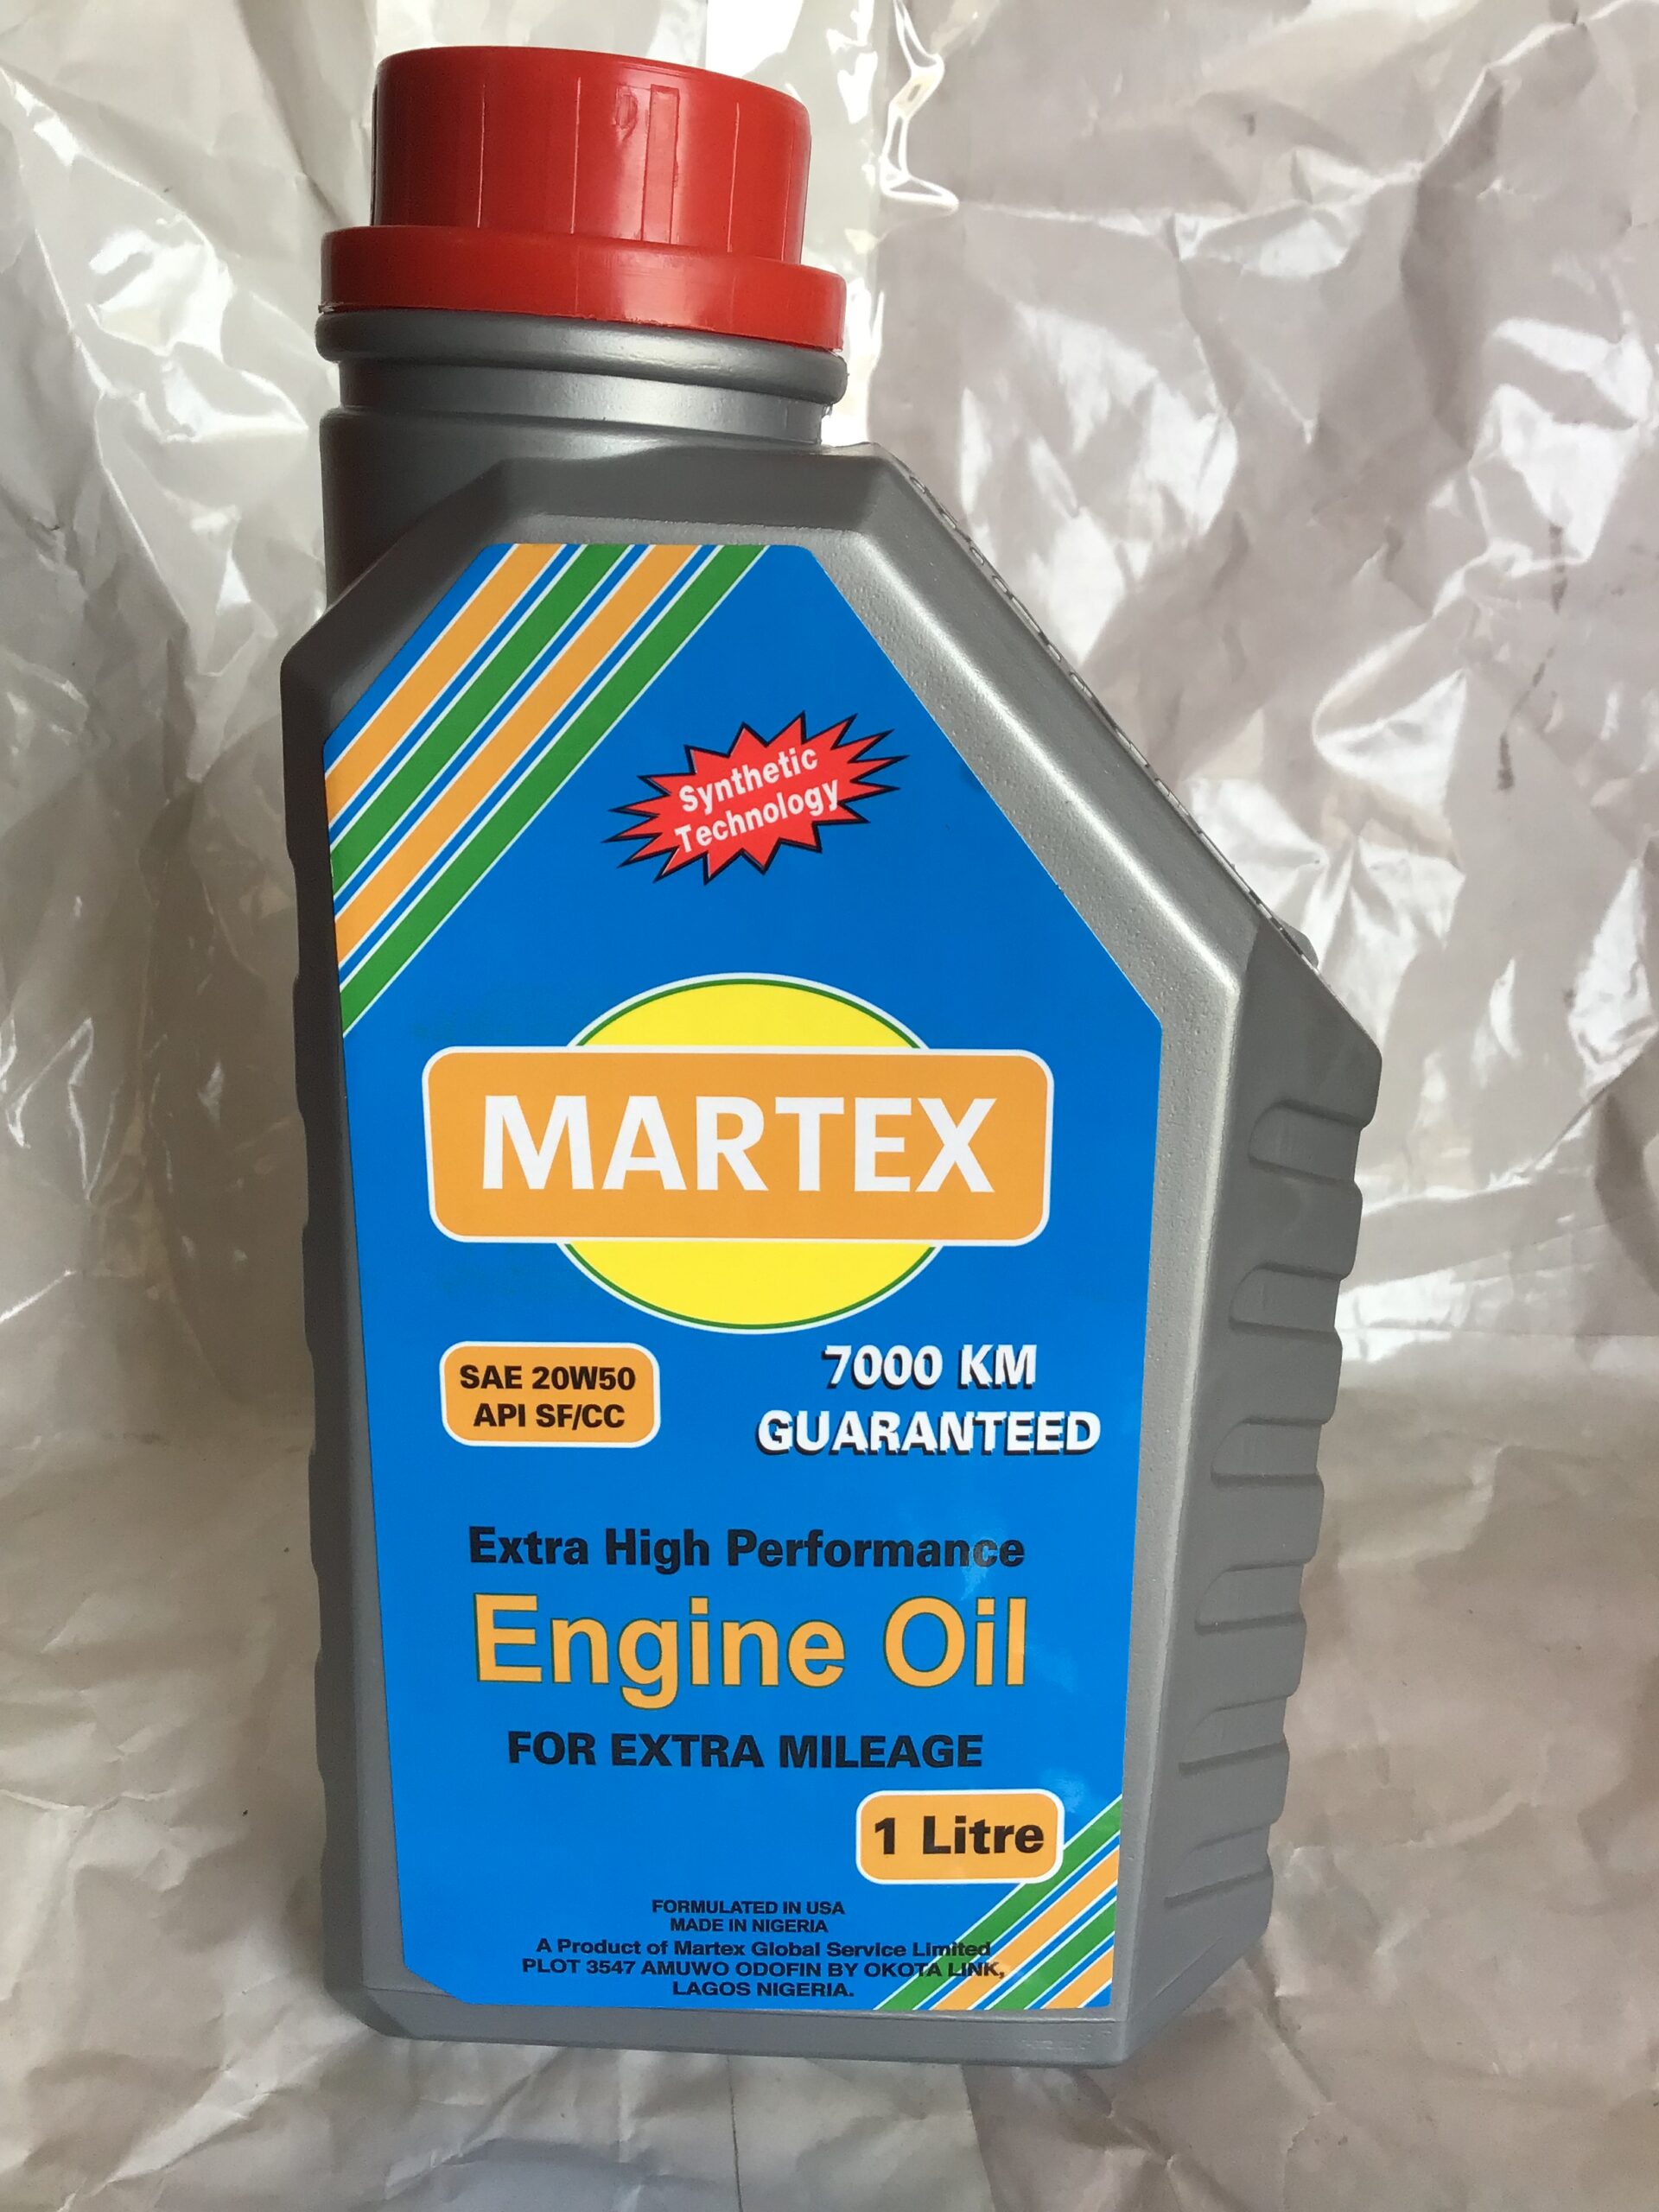 Synthetic
Technology
MARTEX
SAE 20W50
API SF/CC
7000 KM
GUARANTEED
Extra High Performance
Engine Oil
FOR EXTRA MILEAGE
1 Litre
FORMULATED IN USA
MADE IN NIGERIA
A Product of Martex Global Service Limited
PLOT 3547 AMUWO ODOFIN BY OKOTA LINK,
LAGOS NIGERIA.